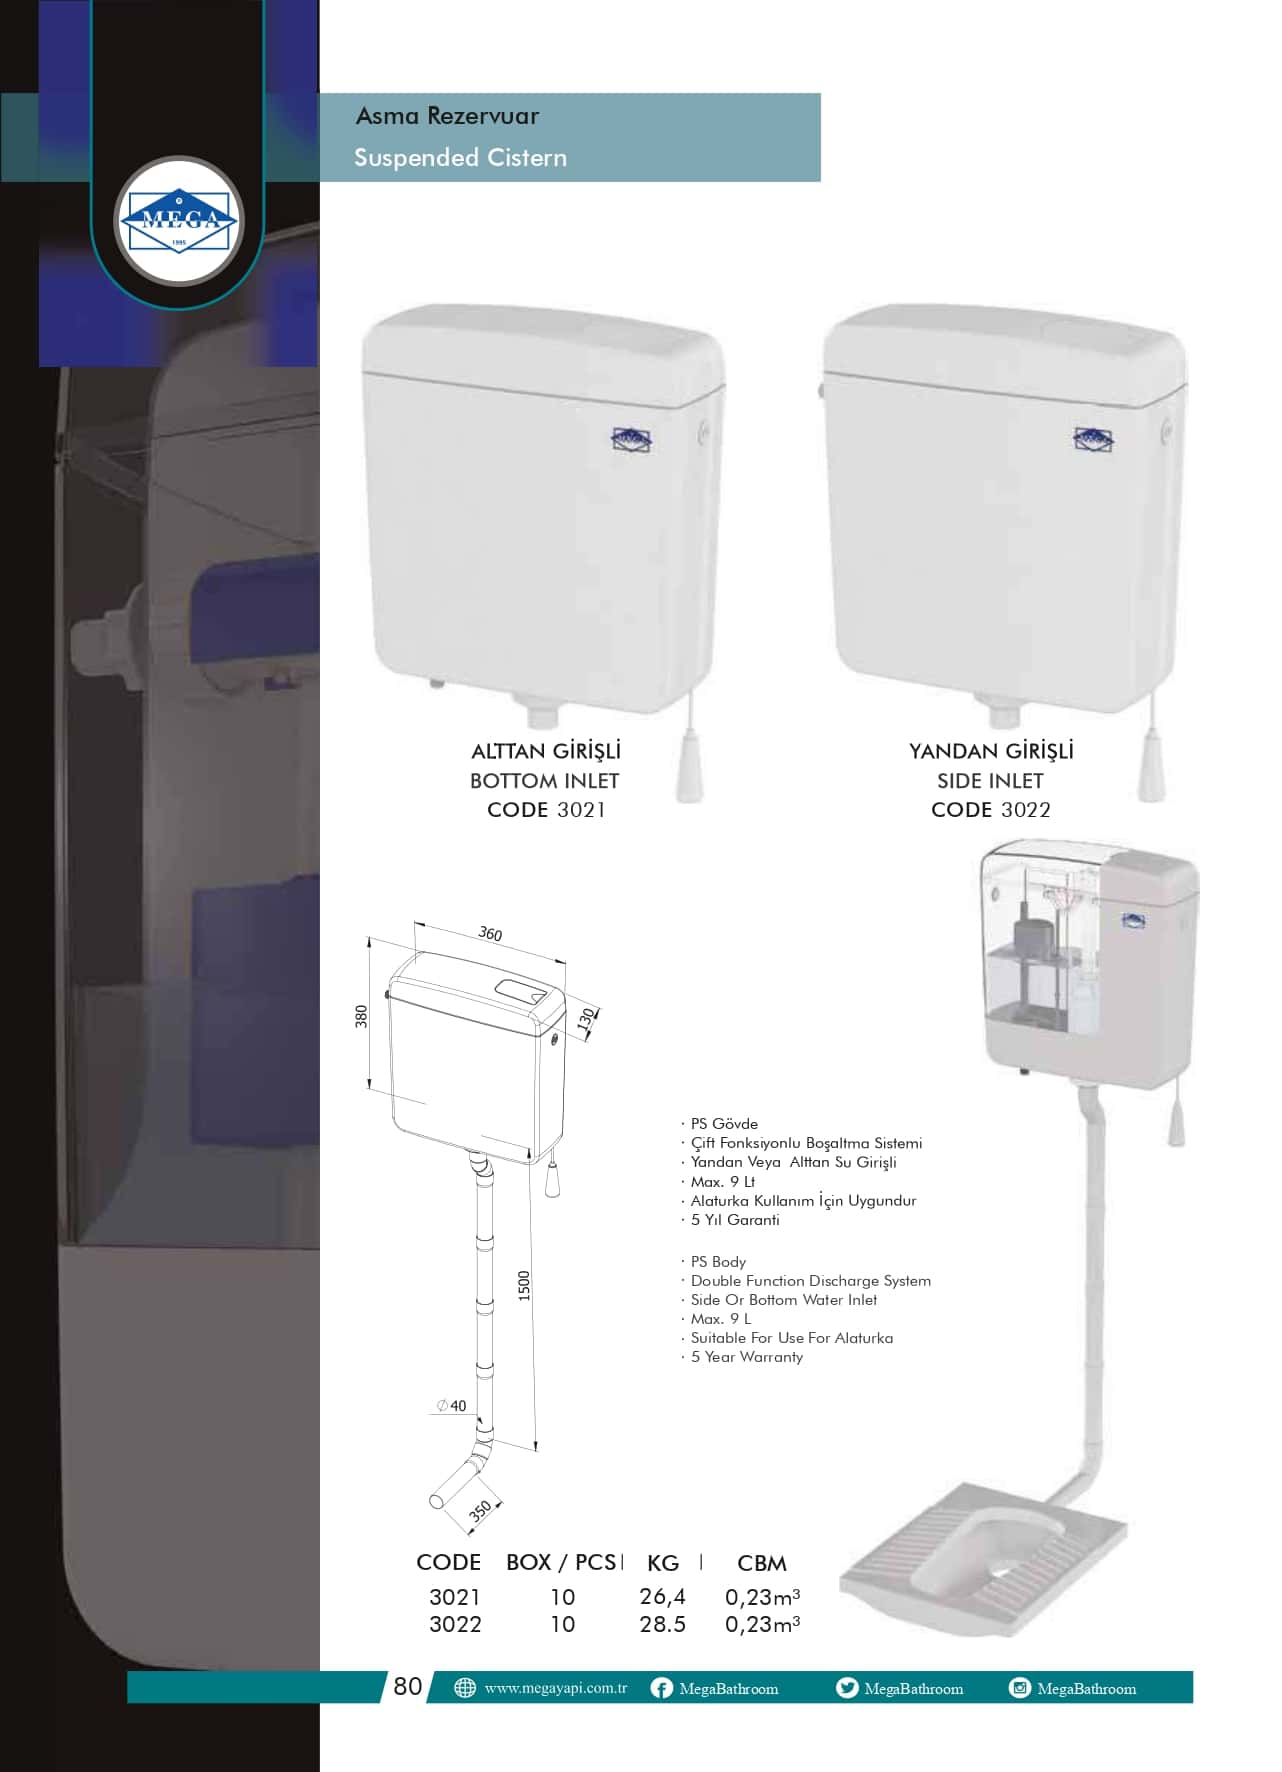 Asma Rezervuar
Suspended Cistern
MEGA
1995
MEGA
MEGA
ALTTAN GİRİŞLİ
BOTTOM INLET
CODE 3021
YANDAN GİRİŞLİ
SIDE INLET
CODE 3022
360
380
130
1500
∅40
350
· PS Gövde
· Çift Fonksiyonlu Boşaltma Sistemi
· Yandan Veya Alttan Su Girişli
· Max. 9 Lt
· Alaturka Kullanım İçin Uygundur
· 5 Yıl Garanti
· PS Body
· Double Function Discharge System
· Side Or Bottom Water Inlet
· Max. 9 L
· Suitable For Use For Alaturka
· 5 Year Warranty
CODE BOX / PCS | KG | CBM
3021 10 26,4 0,23m³
3022 10 28.5 0,23m³
80 www.megayapi.com.tr MegaBathroom MegaBathroom MegaBathroom